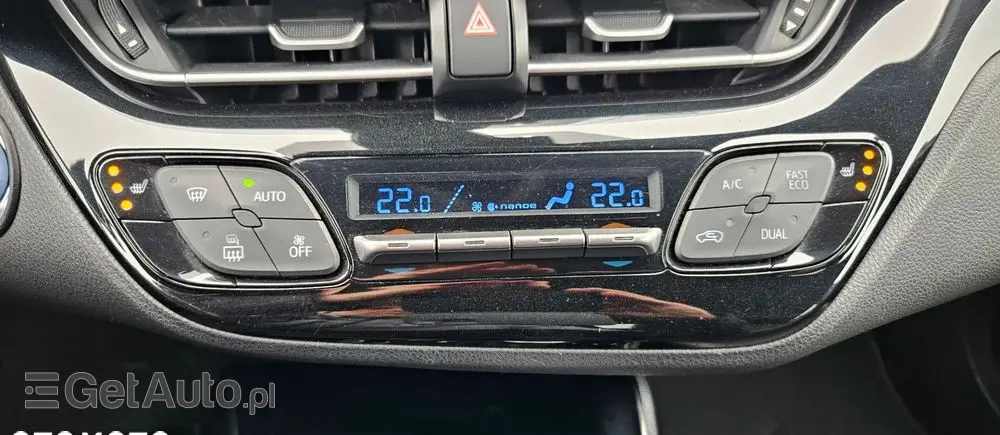 AUTO
OFF
22.0
nanoe
22.0
A/C
FAST
ECO
DUAL
GetAuto.pl